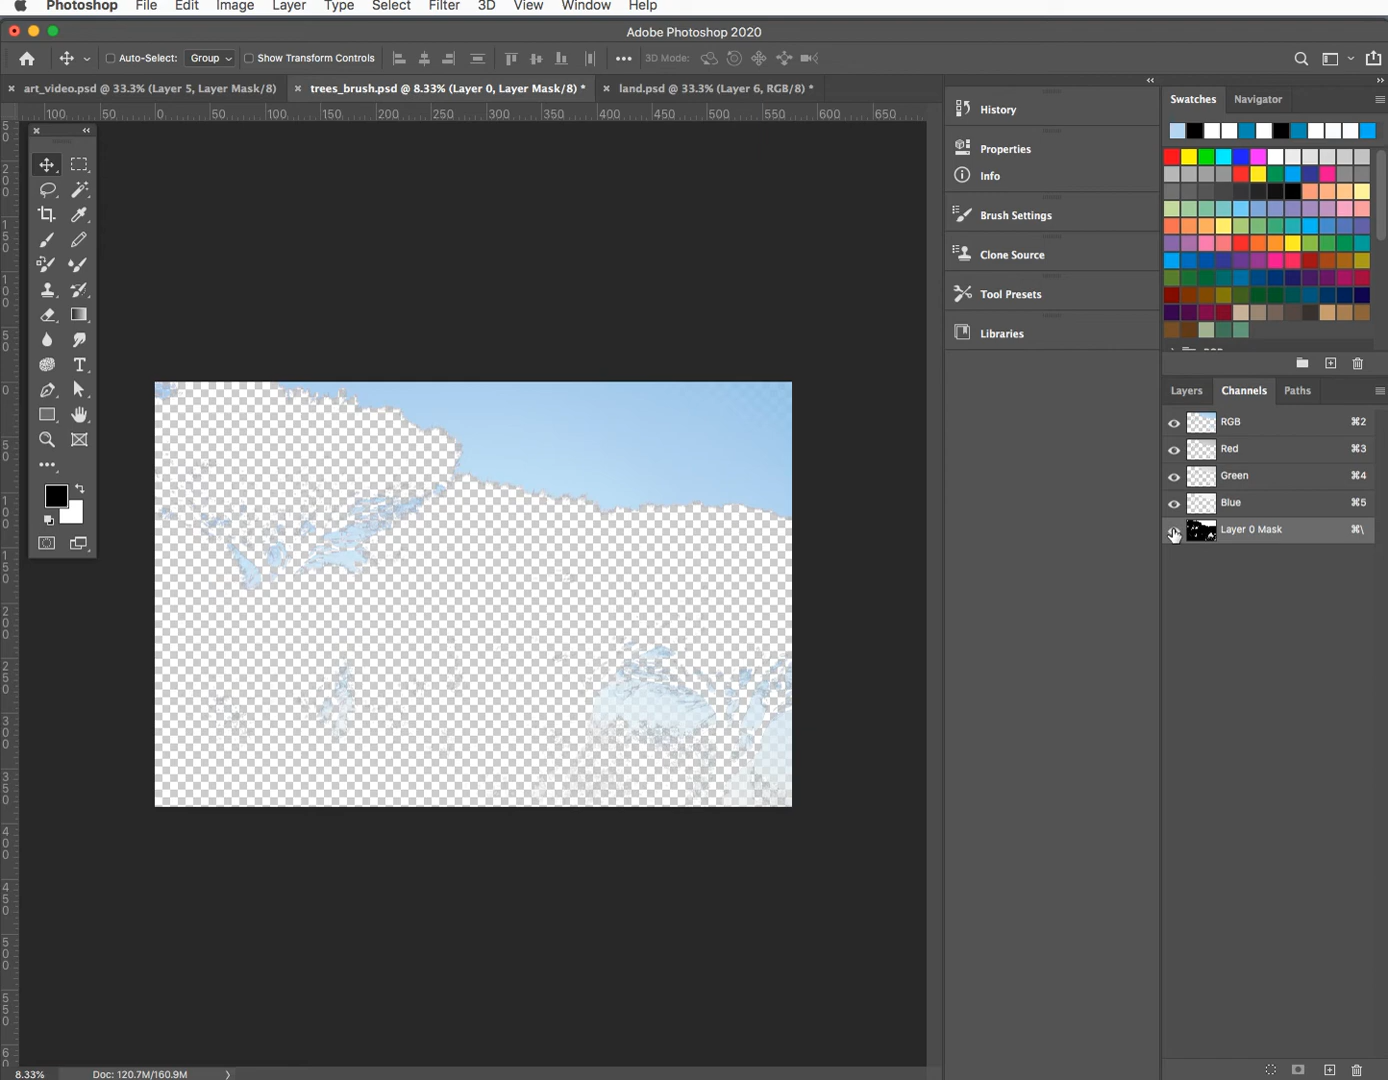 Photoshop File Edit Image Layer Type Select Filter 3D View Window Help
Adobe Photoshop 2020
Auto-Select: Group Show Transform Controls 3D Mode:
art_video.psd @ 33.3% (Layer 5, Layer Mask/8) trees_brush.psd @ 8.33% (Layer 0, Layer Mask/8) * land.psd @ 33.3% (Layer 6, RGB/8) *
100 50 0 50 100 150 200 250 300 350 400 450 500 550 600 650
History
Properties
Info
Brush Settings
Clone Source
Tool Presets
Libraries
Swatches Navigator
Layers Channels Paths
RGB ⌘2
Red ⌘3
Green ⌘4
Blue ⌘5
Layer 0 Mask ⌘\
8.33% Doc: 120.7M/160.9M